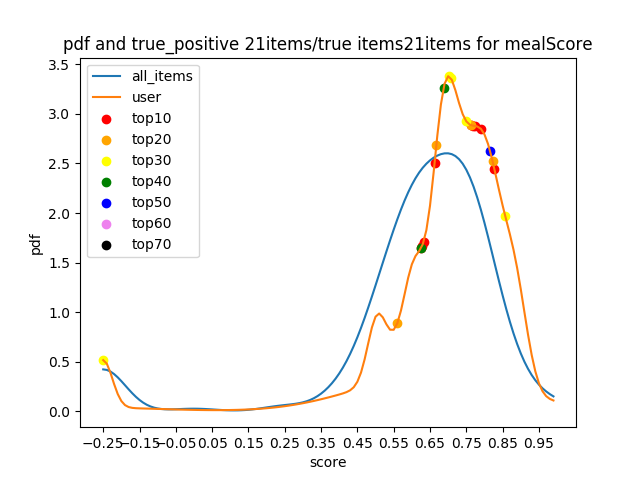 pdf and true_positive 21items/true items21items for mealScore
all_items
user
top10
top20
top30
top40
top50
top60
top70
pdf
3.5
3.0
2.5
2.0
1.5
1.0
0.5
0.0
−0.25 −0.15 −0.05 0.05 0.15 0.25 0.35 0.45 0.55 0.65 0.75 0.85 0.95
score